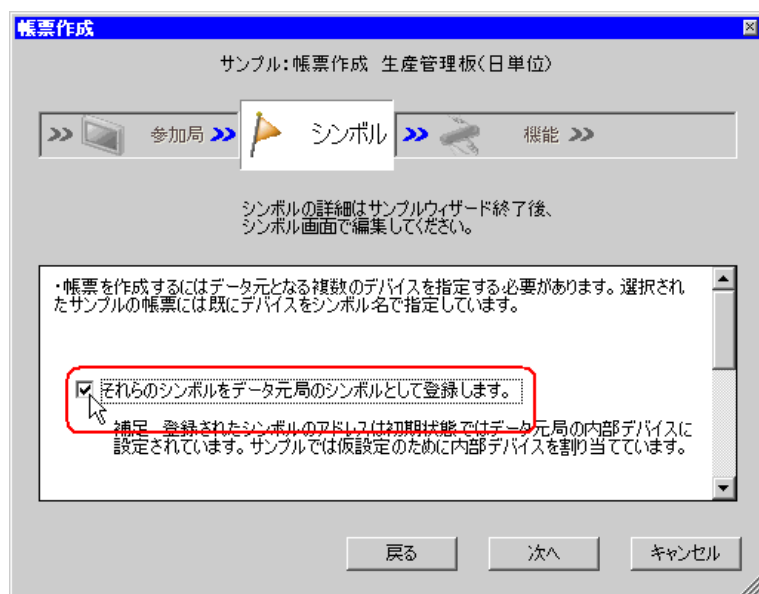 帳票作成
サンプル:帳票作成 生産管理板(日単位)
>> 参加局 >> シンボル >> 機能 >>
シンボルの詳細はサンプルウィザード終了後、
シンボル画面で編集してください。
・帳票を作成するにはデータ元となる複数のデバイスを指定する必要があります。選択され
たサンプルの帳票には既にデバイスをシンボル名で指定しています。
それらのシンボルをデータ元局のシンボルとして登録します。
補足 登録されたシンボルのアドレスは初期状態ではデータ元局の内部デバイスに
設定されています。サンプルでは仮設定のために内部デバイスを割り当てています。
戻る 次へ キャンセル